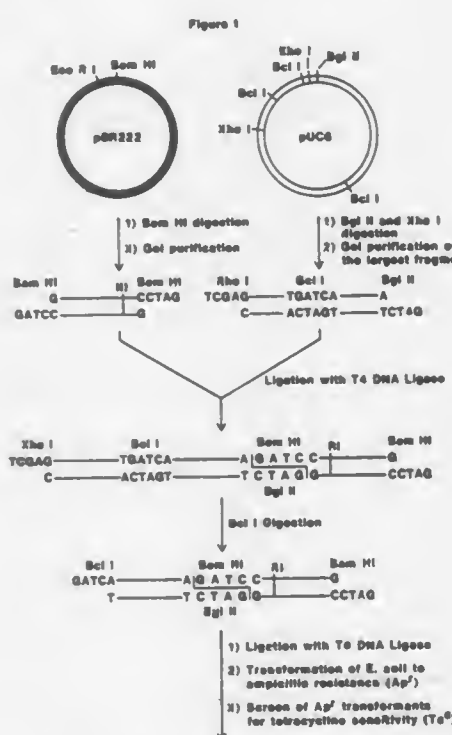 Figure 1
Eco R I
Bam HI
pBR222
Xho I
Bcl I
Bgl II
Bcl I
Xho I
pUC6
Bcl I
1) Bam HI digestion
2) Gel purification
1) Bgl II and Xho I
digestion
2) Gel purification o
the largest fragme
Bam HI
RI
Bam HI
G
CCTAG
GATCC
G
Rho I
Bcl I
Bgl II
TCGAG
TGATCA
A
C
ACTAGT
TCTAG
Ligation with T4 DNA Ligase
Xho I
Bcl I
Bam HI
RI
Bam HI
TCGAG
TGATCA
A G A T C C
G
C
ACTAGT
T C T A G G
CCTAG
Bgl II
Bcl I Digestion
Bcl I
Bam HI
RI
Bam HI
GATCA
A G A T C C
G
T
T C T A G G
CCTAG
Bgl II
1) Ligation with T6 DNA Ligase
2) Transformation of E. coli to
ampicillin resistance (Ap^r)
X) Screen of Ap^r transformants
for tetracycline sensitivity (Tc^s